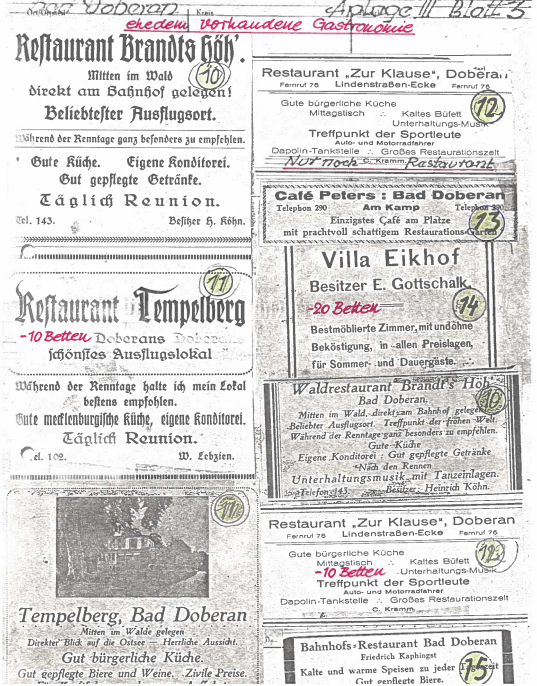 Bad Doberan Kreis Anlage III Blatt 3
ehedem vorhandene Gastronomie
Restaurant Brandts Höh'.
10
Mitten im Wald
direkt am Bahnhof gelegen!
Beliebtester Ausflugsort.
Während der Renntage ganz besonders zu empfehlen.
Gute Küche. Eigene Konditorei.
Gut gepflegte Getränke.
Täglich Reunion.
Tel. 143. Besitzer H. Köhn.
11
Restaurant Tempelberg
-10 Betten Doberans
schönstes Ausflugslokal
Während der Renntage halte ich mein Lokal
bestens empfohlen.
Gute mecklenburgische Küche, eigene Konditorei.
Täglich Reunion.
Tel. 102. W. Lebzien.
11a
Tempelberg, Bad Doberan
Mitten im Walde gelegen
Direkter Blick auf die Ostsee — Herrliche Aussicht.
Gut bürgerliche Küche.
Gut gepflegte Biere und Weine. Zivile Preise.
Restaurant „Zur Klause", Doberan
Fernruf 76 Lindenstraßen-Ecke Fernruf 76
12
Gute bürgerliche Küche
Mittagstisch ∴ Kaltes Büfett
Unterhaltungs-Musik
Treffpunkt der Sportleute
Auto- und Motorradfahrer
Dapolin-Tankstelle ∴ Großes Restaurationszelt
Nur noch C. Kramm Restaurant
Café Peters : Bad Doberan
Telephon 290 Am Kamp Telephon 290
13
Einzigstes Café am Platze
mit prachtvoll schattigem Restaurations-Garten
Villa Eikhof
Besitzer E. Gottschalk.
-20 Betten 14
Bestmöblierte Zimmer, mit und öhne
Beköstigung, in allen Preislagen,
für Sommer- und Dauergäste.
Waldrestaurant „Brandt's Höh"
10
Bad Doberan.
Mitten im Wald, direkt am Bahnhof gelegen
Beliebter Ausflugsort. Treffpunkt der frohen Welt.
Während der Renntage ganz besonders zu empfehlen.
Gute Küche
Eigene Konditorei : Gut gepflegte Getränke
Nach den Rennen
Unterhaltungsmusik mit Tanzeinlagen.
Telefon 143. Besitzer: Heinrich Köhn.
Restaurant „Zur Klause", Doberan
Fernruf 76 Lindenstraßen-Ecke Fernruf 76
12
Gute bürgerliche Küche
Mittagstisch ∴ Kaltes Büfett
-10 Betten Unterhaltungs-Musik
Treffpunkt der Sportleute
Auto- und Motorradfahrer
Dapolin-Tankstelle ∴ Großes Restaurationszelt
C. Kramm
Bahnhofs-Restaurant Bad Doberan
Friedrich Kaphingst
15
Kalte und warme Speisen zu jeder Tageszeit
Gut gepflegte Biere.